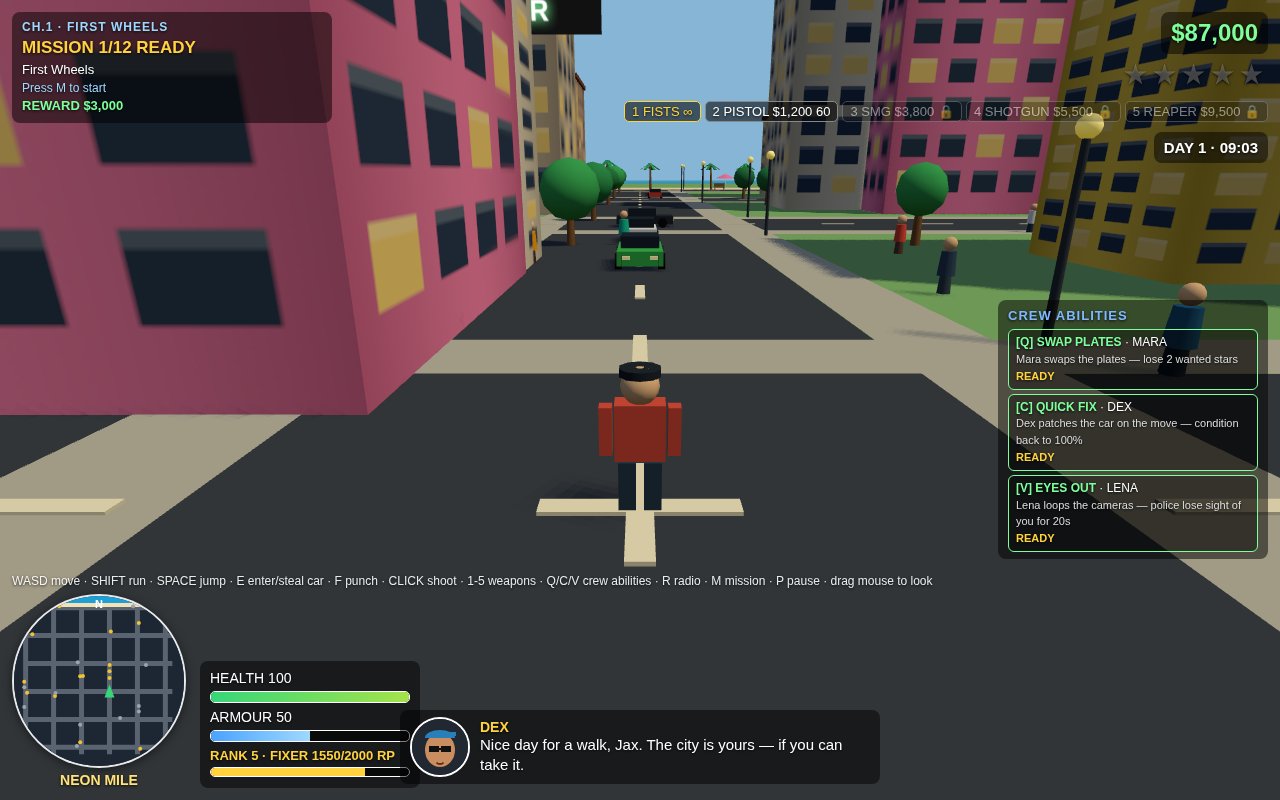 R
CH.1 · FIRST WHEELS
MISSION 1/12 READY
First Wheels
Press M to start
REWARD $3,000
$87,000
1 FISTS ∞ 2 PISTOL $1,200 60 3 SMG $3,800 🔒 4 SHOTGUN $5,500 🔒 5 REAPER $9,500 🔒
DAY 1 · 09:03
CREW ABILITIES
[Q] SWAP PLATES · MARA
Mara swaps the plates — lose 2 wanted stars
READY
[C] QUICK FIX · DEX
Dex patches the car on the move — condition
back to 100%
READY
[V] EYES OUT · LENA
Lena loops the cameras — police lose sight of
you for 20s
READY
WASD move · SHIFT run · SPACE jump · E enter/steal car · F punch · CLICK shoot · 1-5 weapons · Q/C/V crew abilities · R radio · M mission · P pause · drag mouse to look
N
NEON MILE
HEALTH 100
ARMOUR 50
RANK 5 · FIXER 1550/2000 RP
DEX
Nice day for a walk, Jax. The city is yours — if you can
take it.